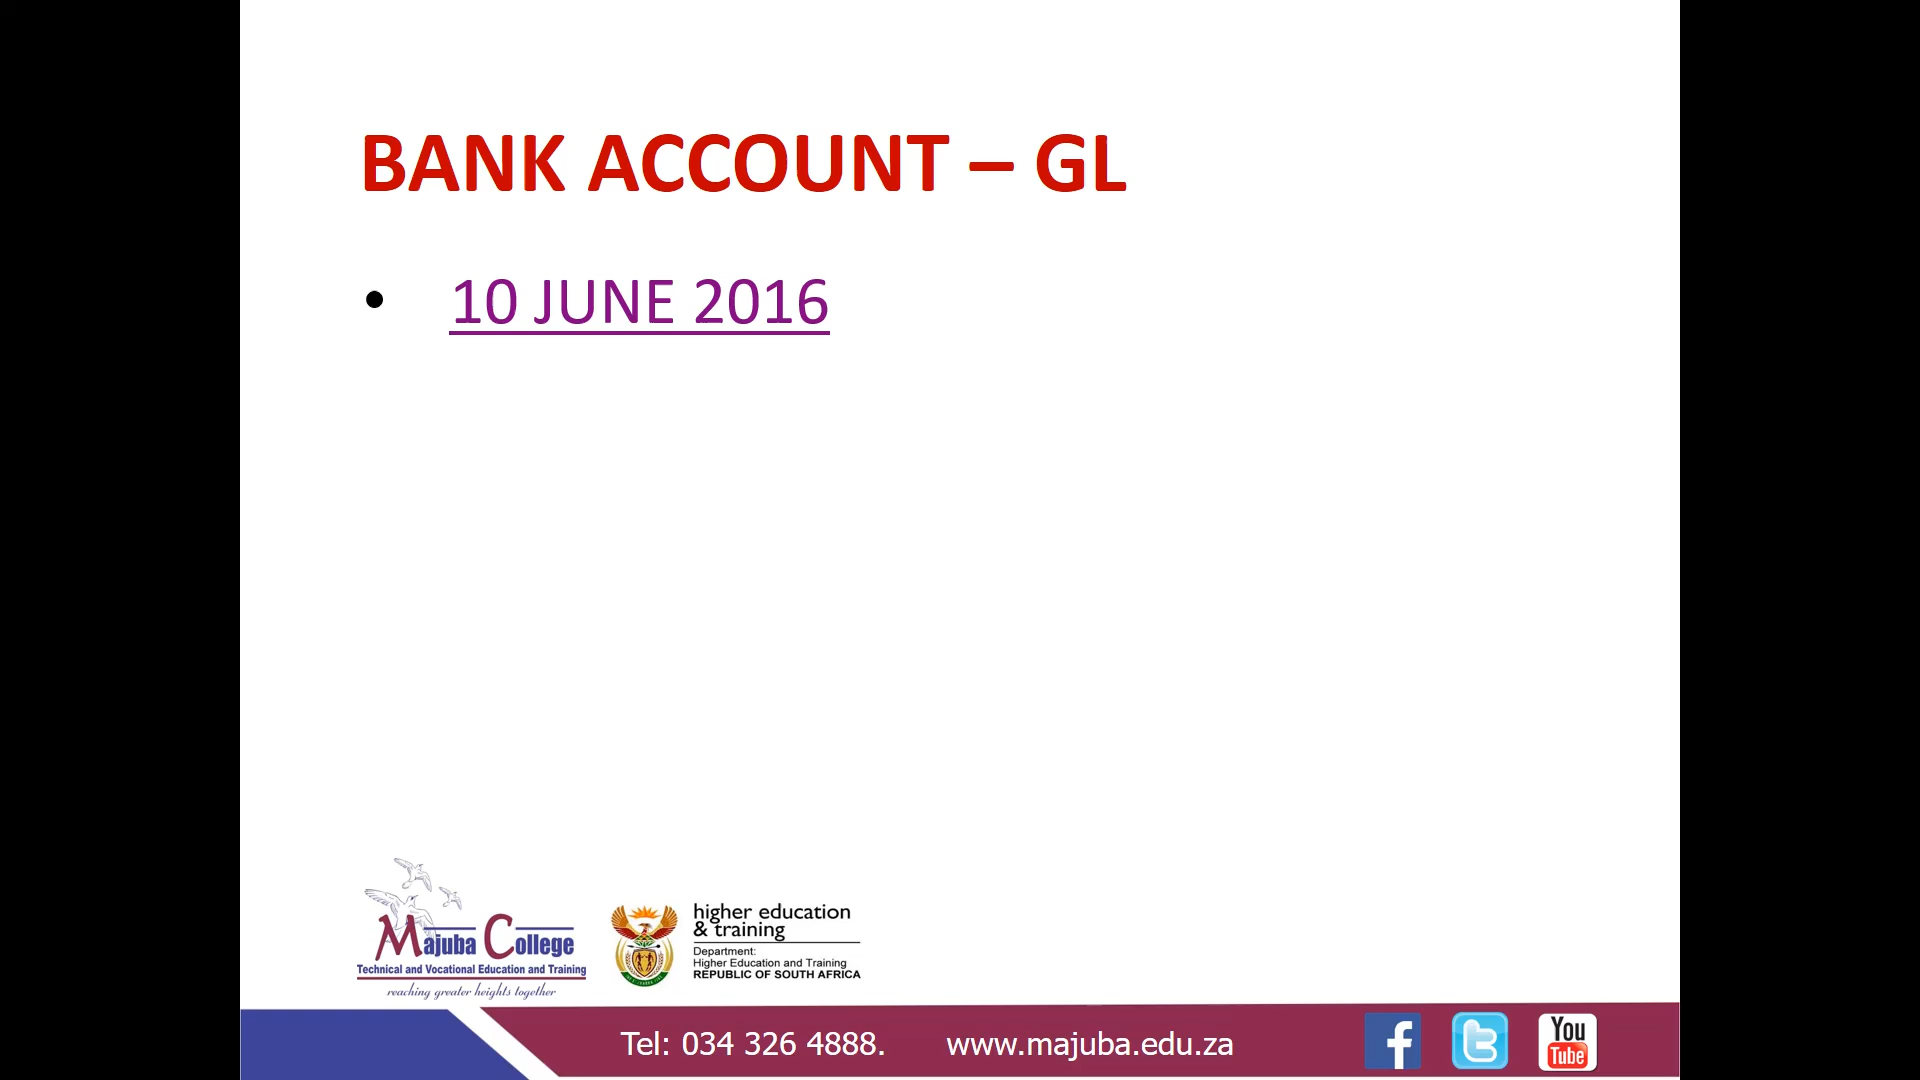 BANK ACCOUNT – GL
• 10 JUNE 2016
Majuba College
Technical and Vocational Education and Training
reaching greater heights together
higher education
& training
Department:
Higher Education and Training
REPUBLIC OF SOUTH AFRICA
Tel: 034 326 4888. www.majuba.edu.za
f
t
You
Tube